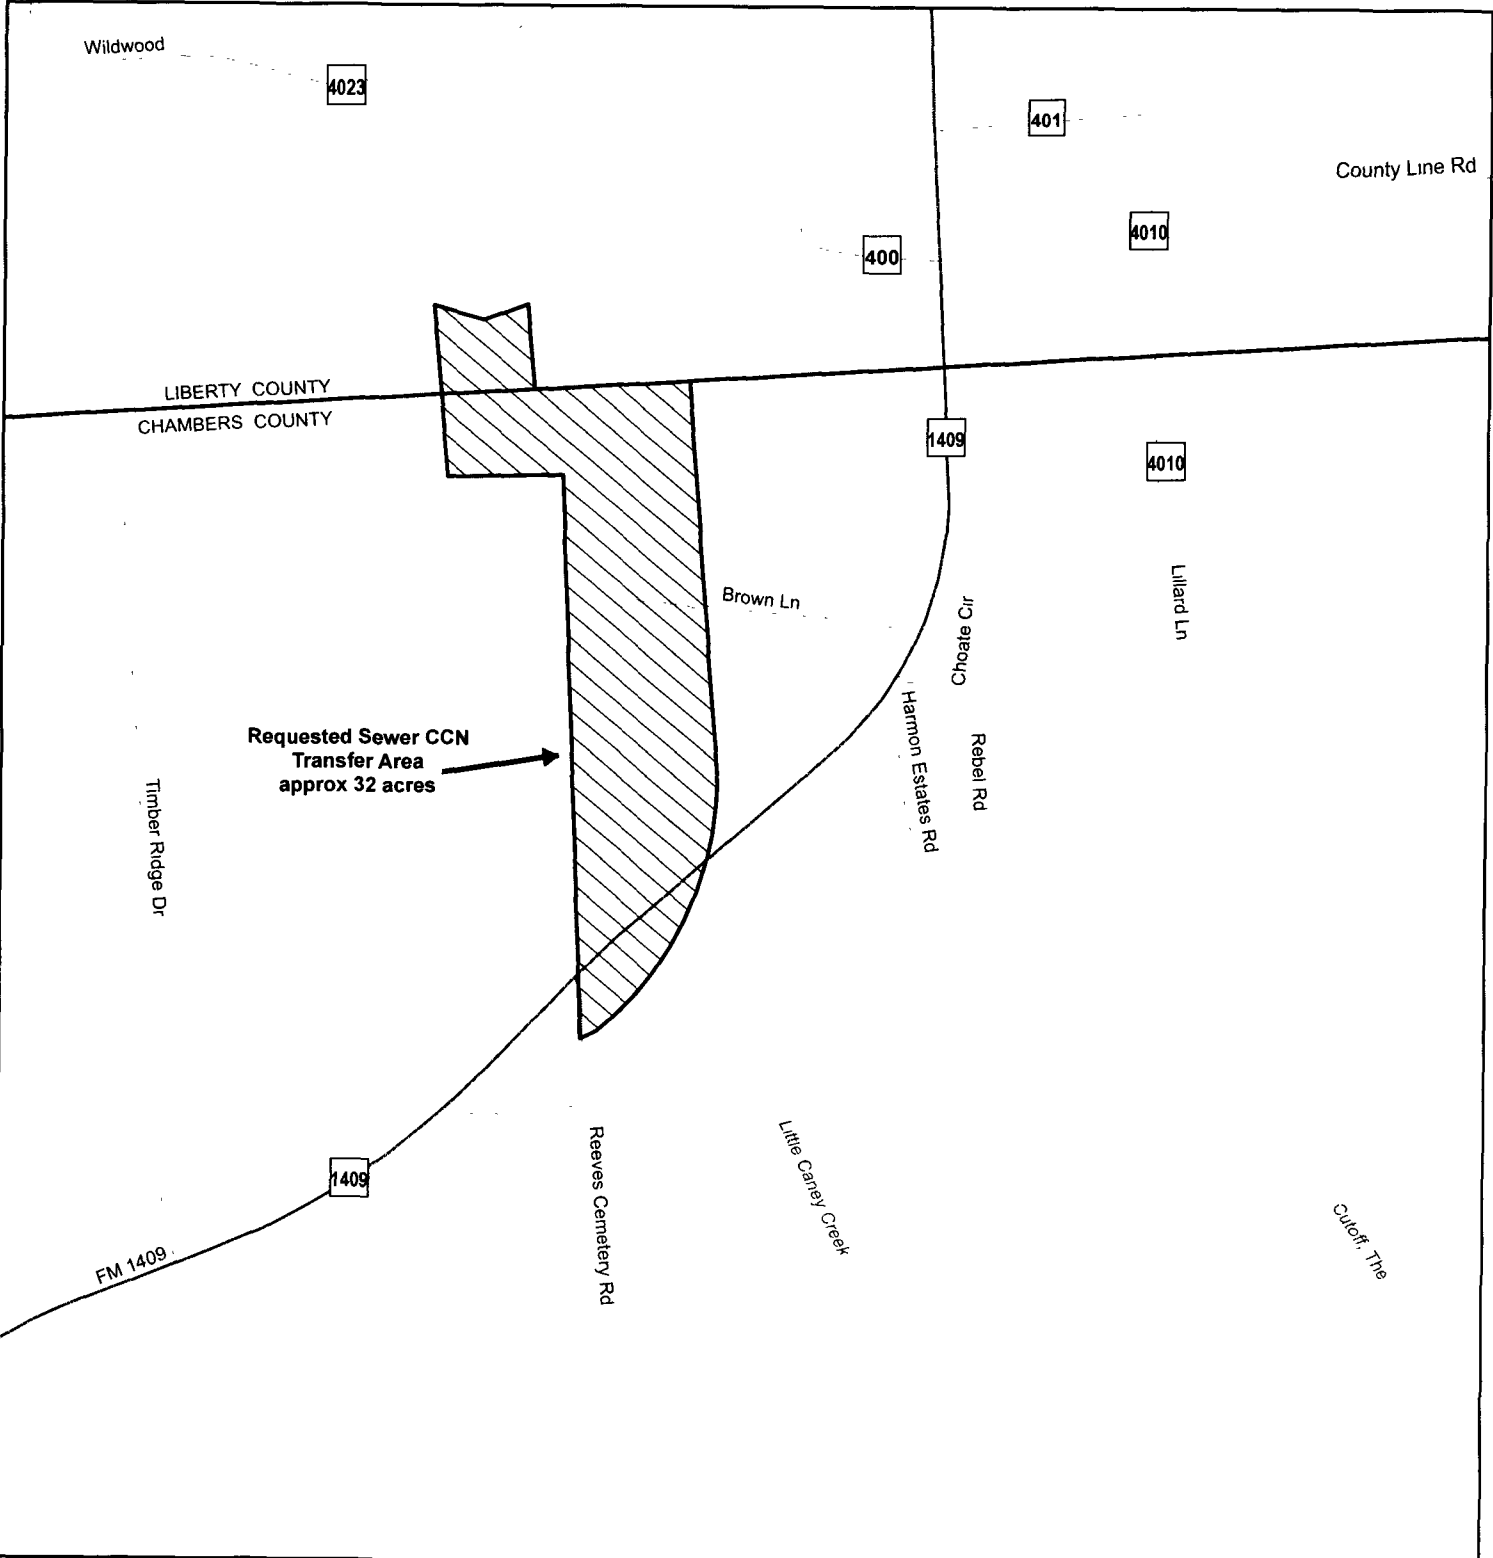 Wildwood
4023
401
County Line Rd
4010
400
LIBERTY COUNTY
CHAMBERS COUNTY
1409
4010
Brown Ln
Choate Cir
Lillard Ln
Harmon Estates Rd
Rebel Rd
Requested Sewer CCN
Transfer Area
approx 32 acres
Timber Ridge Dr
1409
FM 1409
Reeves Cemetery Rd
Little Caney Creek
Cutoff, The